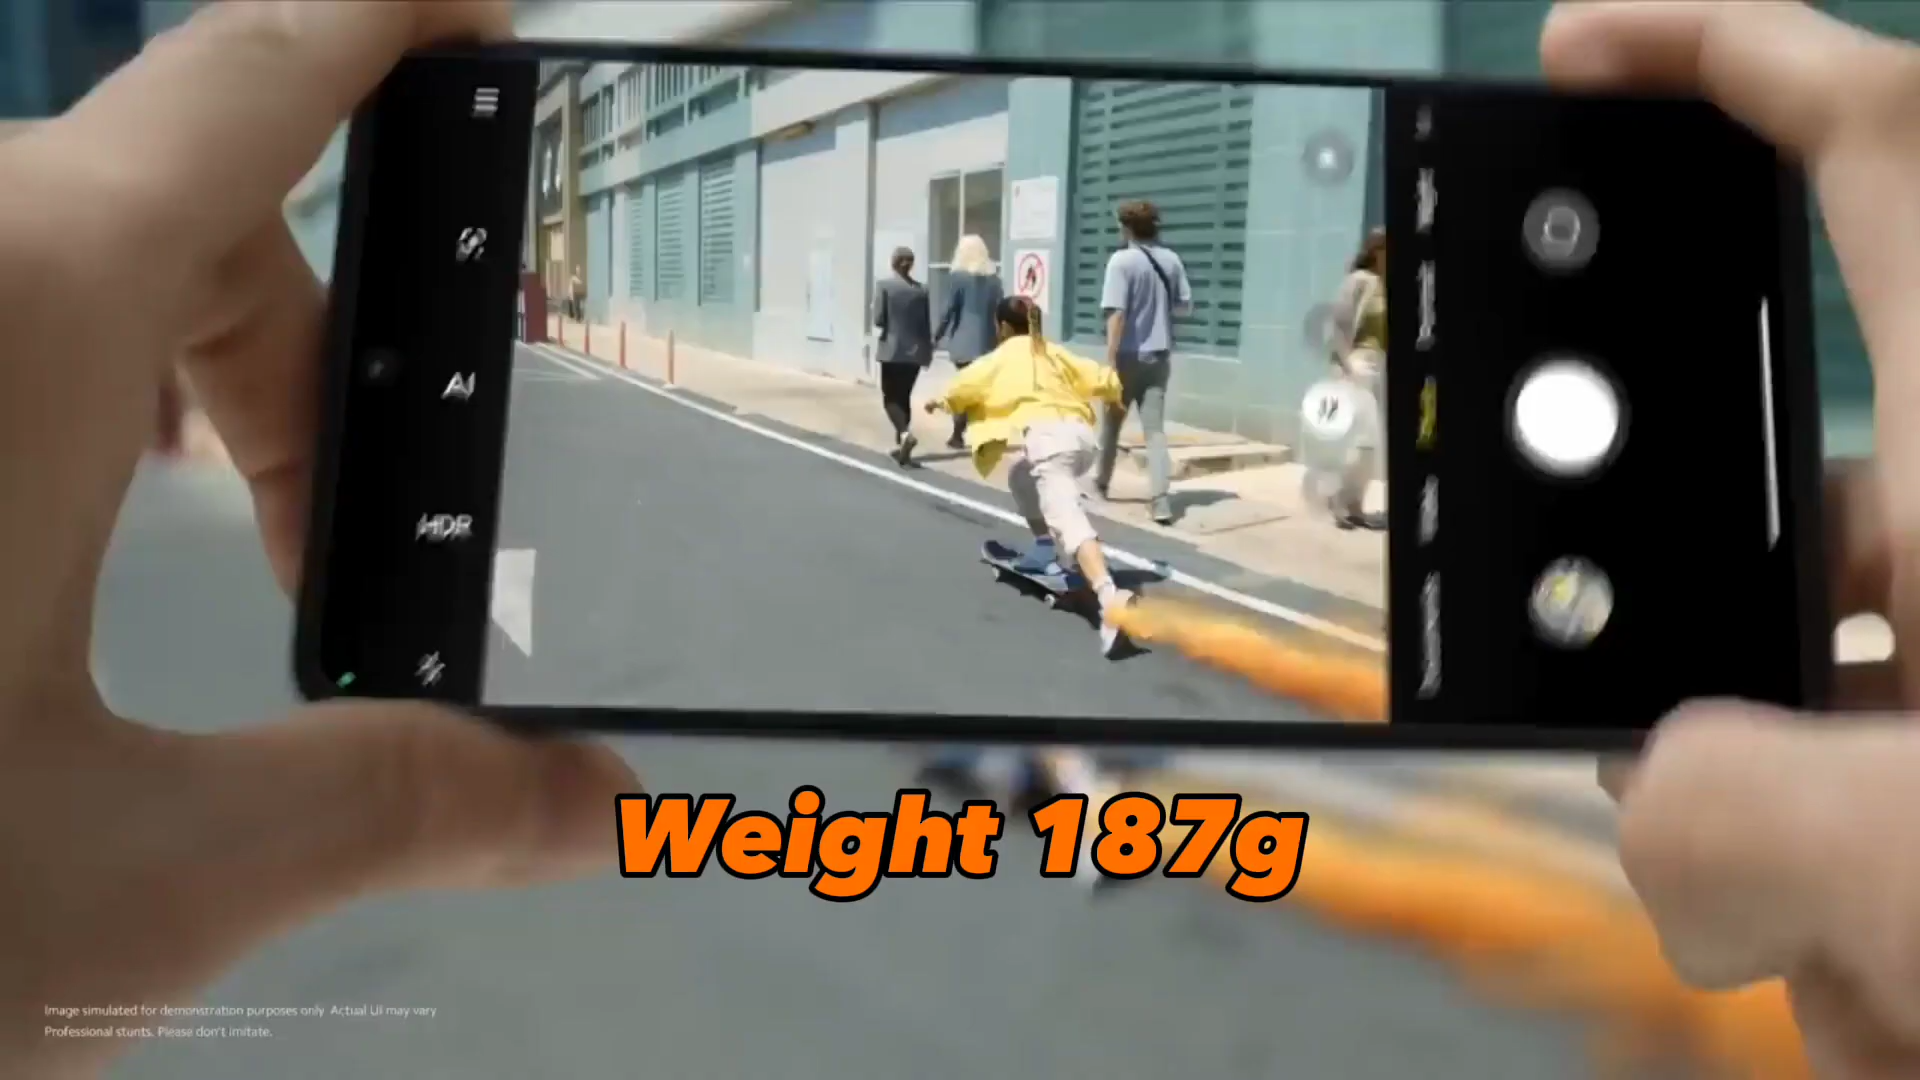 AI
HDR
Weight 187g
Image simulated for demonstration purposes only. Actual UI may vary
Professional stunts. Please don't imitate.